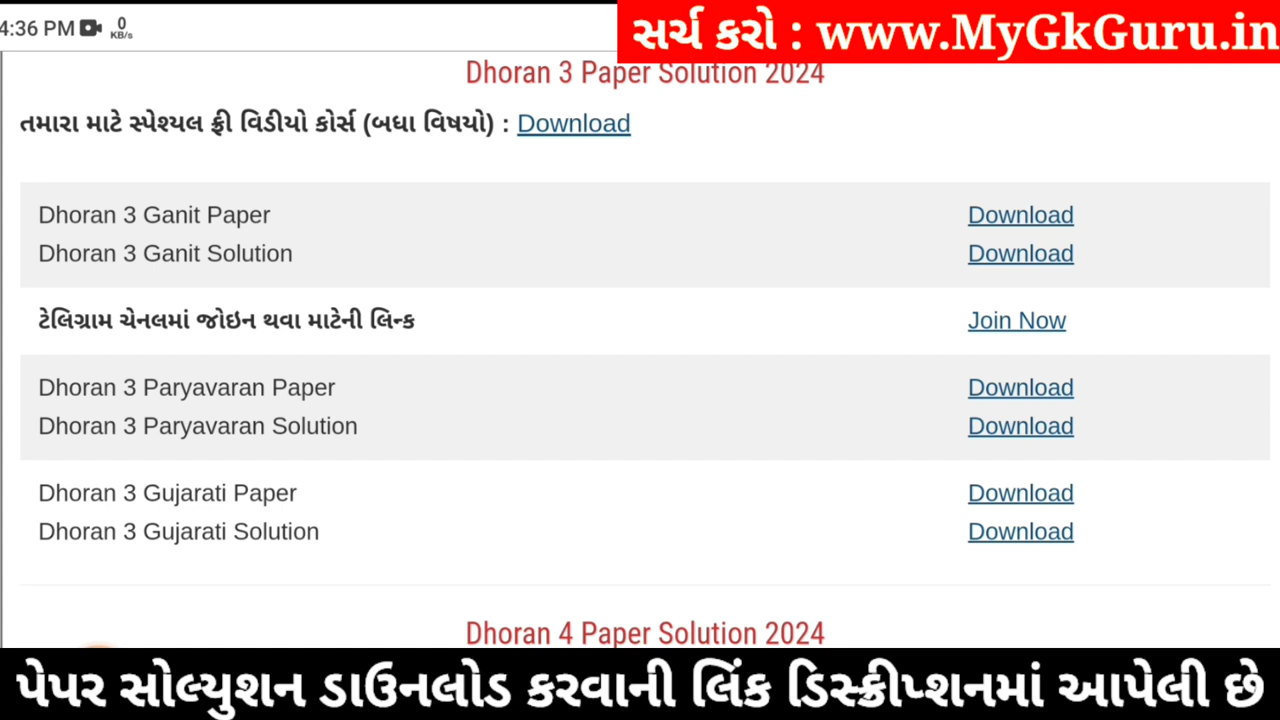 4:36 PM 0 KB/s
સર્ચ કરો : www.MyGkGuru.in
Dhoran 3 Paper Solution 2024
તમારા માટે સ્પેશ્યલ ફ્રી વિડીયો કોર્સ (બધા વિષયો) : Download
Dhoran 3 Ganit Paper Download
Dhoran 3 Ganit Solution Download
ટેલિગ્રામ ચેનલમાં જોઇન થવા માટેની લિન્ક Join Now
Dhoran 3 Paryavaran Paper Download
Dhoran 3 Paryavaran Solution Download
Dhoran 3 Gujarati Paper Download
Dhoran 3 Gujarati Solution Download
Dhoran 4 Paper Solution 2024
પેપર સોલ્યુશન ડાઉનલોડ કરવાની લિંક ડિસ્ક્રીપ્શનમાં આપેલી છે